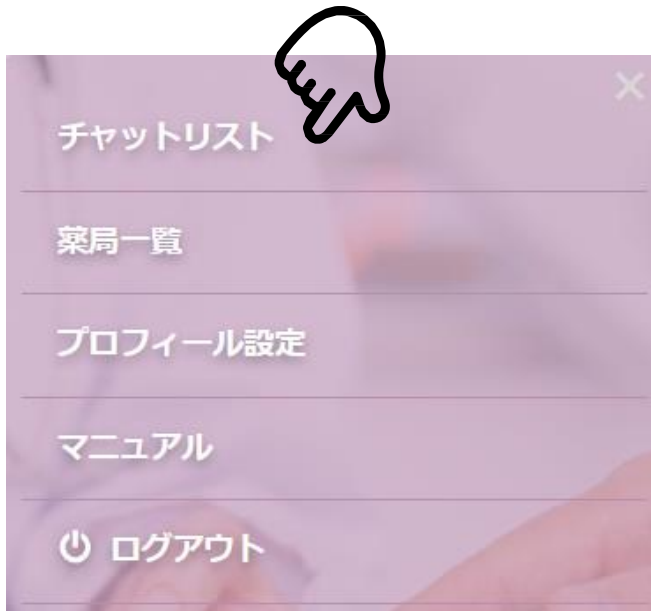 チャットリスト
薬局一覧
プロフィール設定
マニュアル
ログアウト